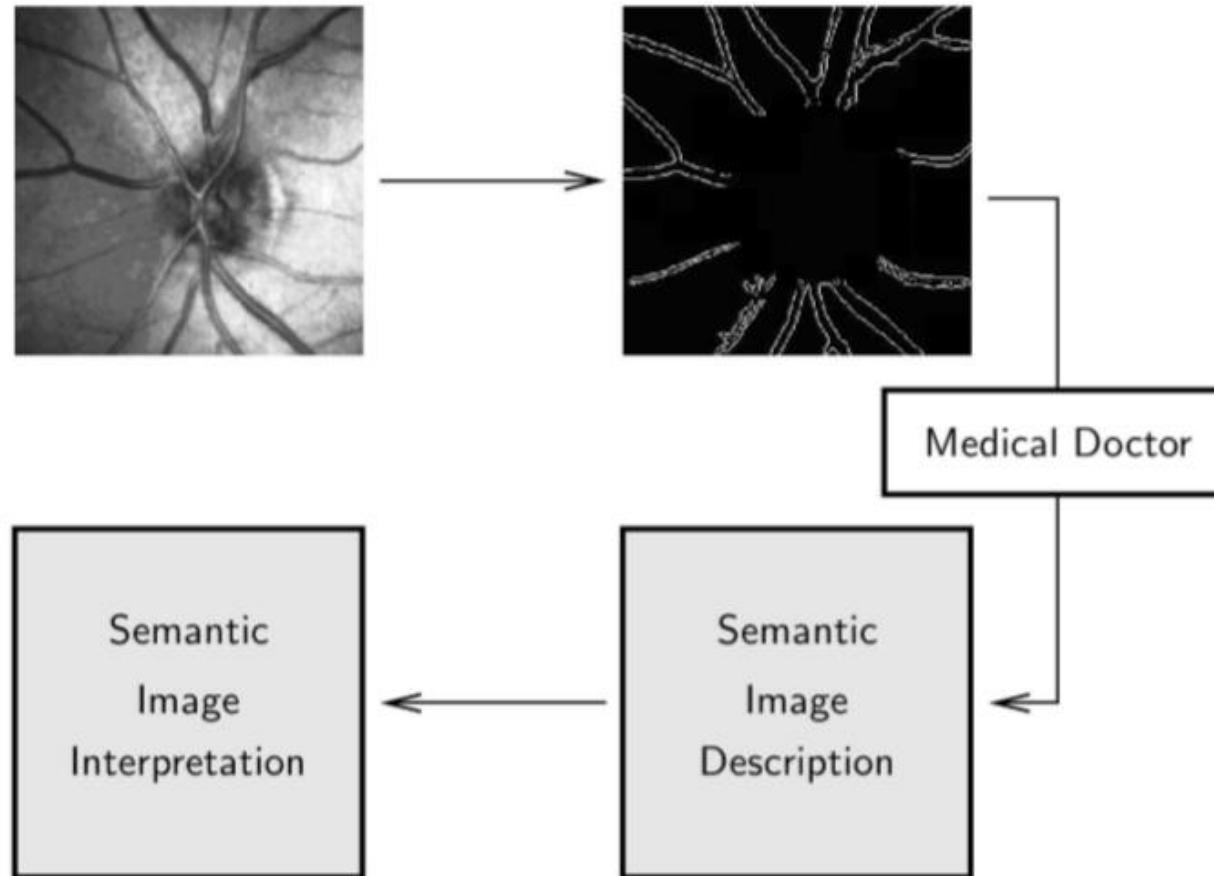 Medical Doctor
Semantic
Image
Interpretation
Semantic
Image
Description